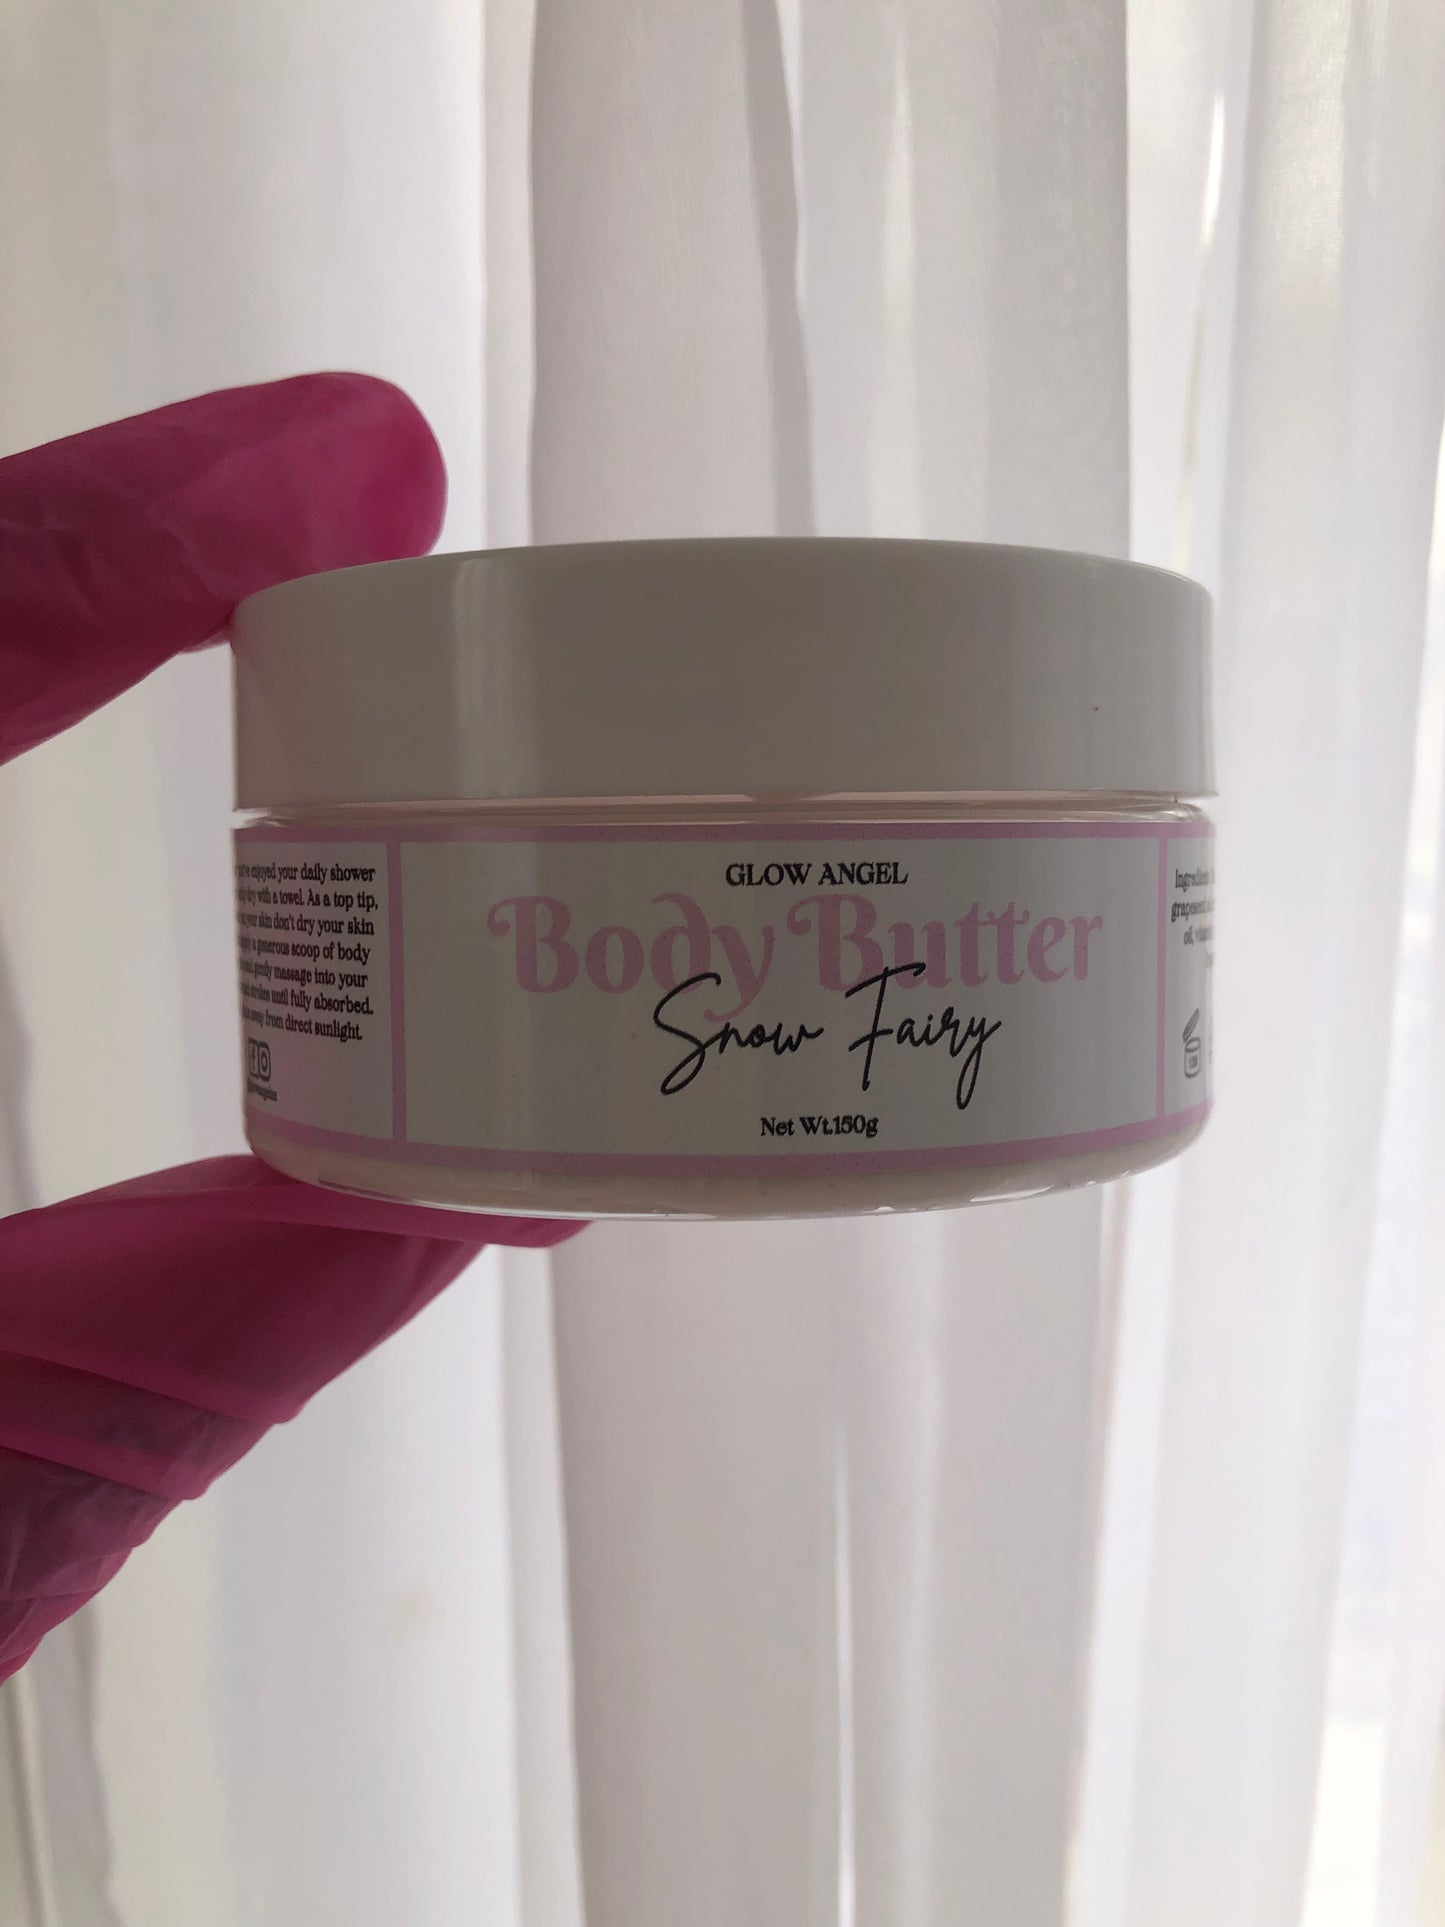 enjoyed your daily shower
dry with a towel. As a top tip,
your skin don't dry your skin
a generous scoop of body
and gently massage into your
strokes until fully absorbed.
away from direct sunlight.
GLOW ANGEL
Body Butter
Snow Fairy
Net Wt.150g
oil,